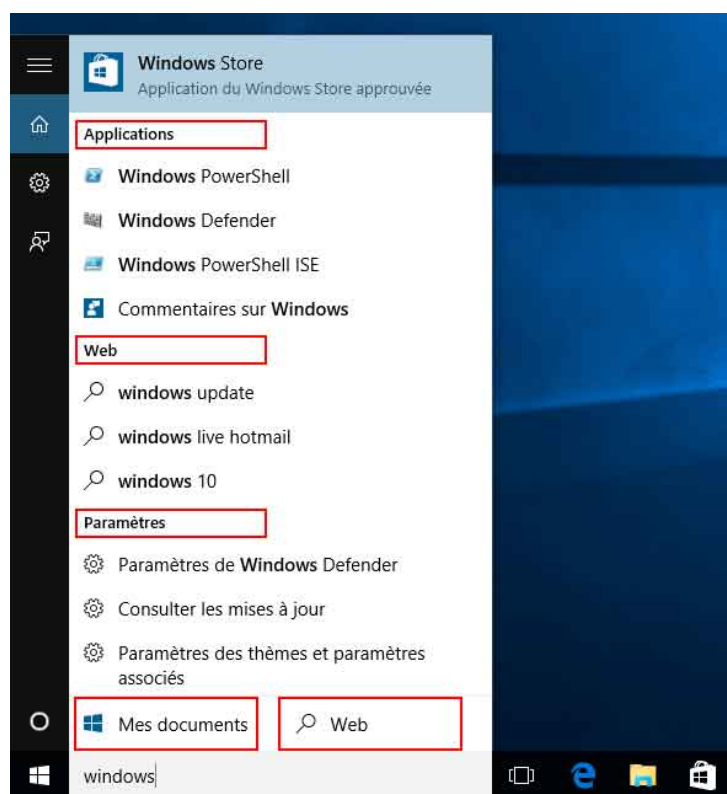 Windows Store
Application du Windows Store approuvée
Applications
Windows PowerShell
Windows Defender
Windows PowerShell ISE
Commentaires sur Windows
Web
windows update
windows live hotmail
windows 10
Paramètres
Paramètres de Windows Defender
Consulter les mises à jour
Paramètres des thèmes et paramètres
associés
Mes documents
Web
windows